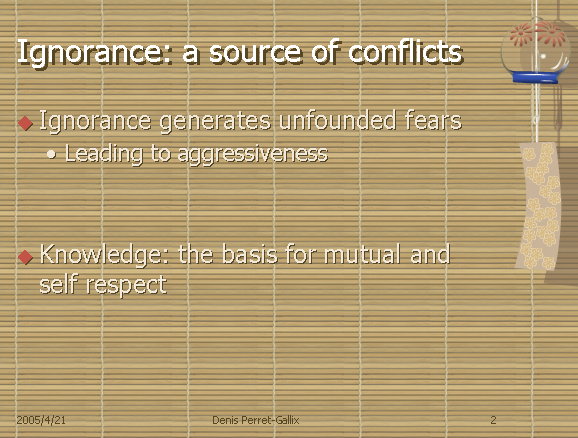 Ignorance: a source of conflicts
Ignorance generates unfounded fears
• Leading to aggressiveness
Knowledge: the basis for mutual and
self respect
2005/4/21
Denis Perret-Gallix
2